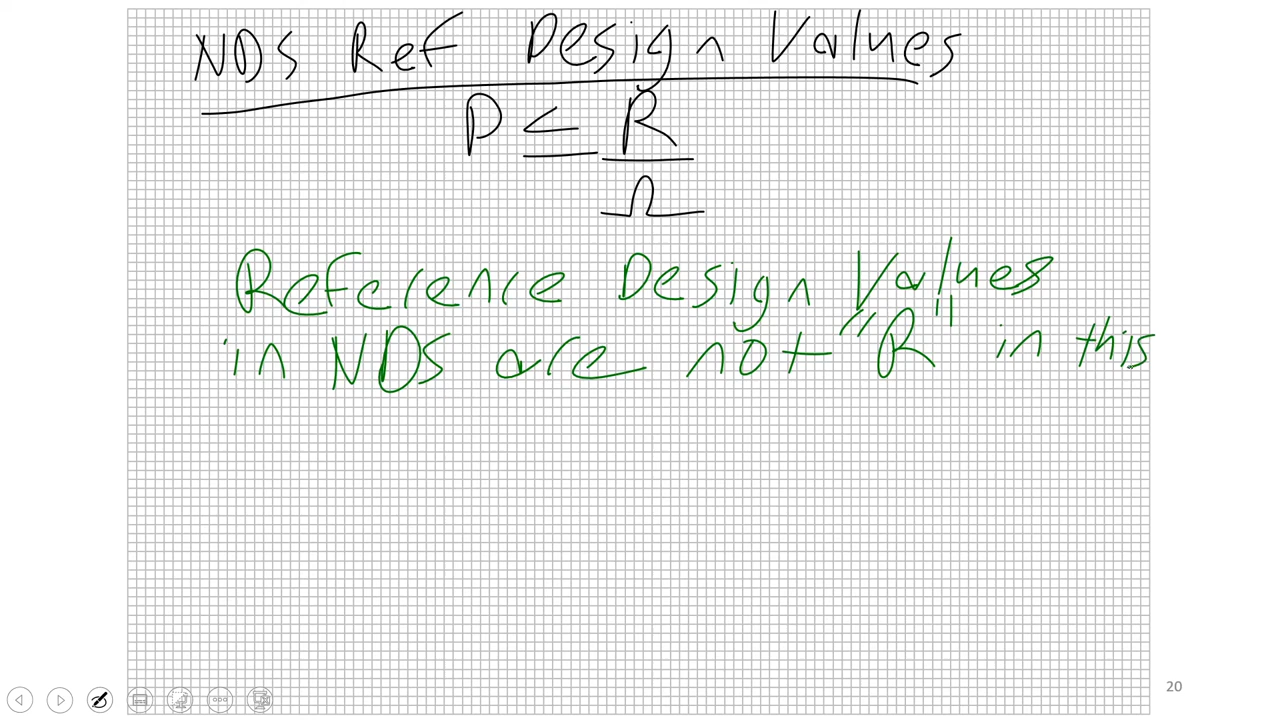 NDS Ref Design Values
P ≤ R
Ω
Reference Design Values
in NDS are not "R" in this
20